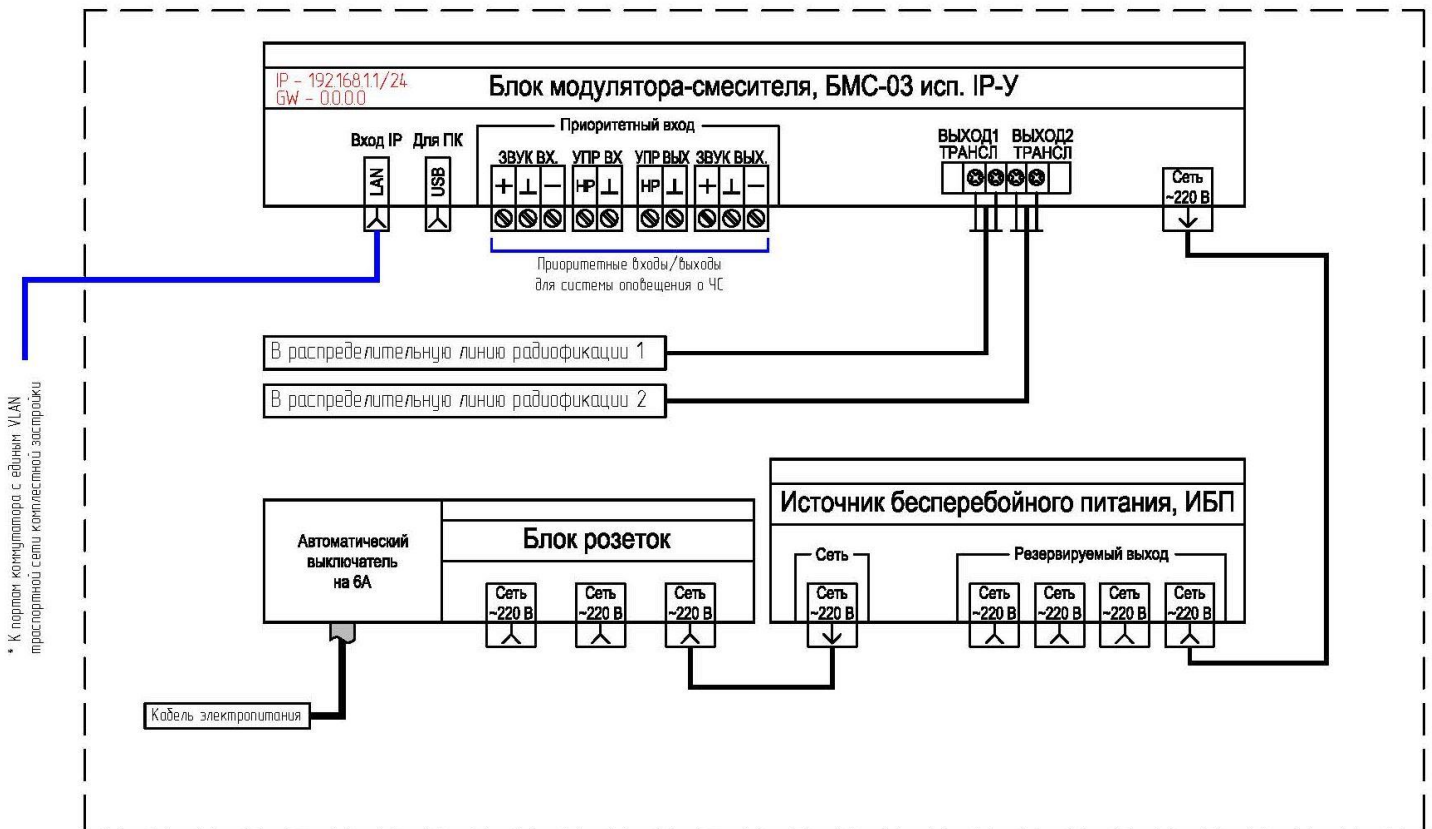 IP - 192.168.1.1/24
GW - 0.0.0.0
Блок модулятора-смесителя, БМС-03 исп. IP-У
Вход IP
Для ПК
Приоритетный вход
ЗВУК ВХ.
УПР ВХ
УПР ВЫХ
ЗВУК ВЫХ.
ВЫХОД1
ТРАНСЛ
ВЫХОД2
ТРАНСЛ
LAN
USB
+ ⊥ −
НР ⊥
НР ⊥
+ ⊥ −
Сеть
~220 В
Приоритетные входы/выходы
для системы оповещения о ЧС
В распределительную линию радиофикации 1
В распределительную линию радиофикации 2
* К портам коммутатора с единым VLAN
траспортной сети комплестной застройки
Автоматический
выключатель
на 6А
Блок розеток
Сеть
~220 В
Сеть
~220 В
Сеть
~220 В
Источник бесперебойного питания, ИБП
Сеть
Сеть
~220 В
Резервируемый выход
Сеть
~220 В
Сеть
~220 В
Сеть
~220 В
Сеть
~220 В
Кабель электропитания